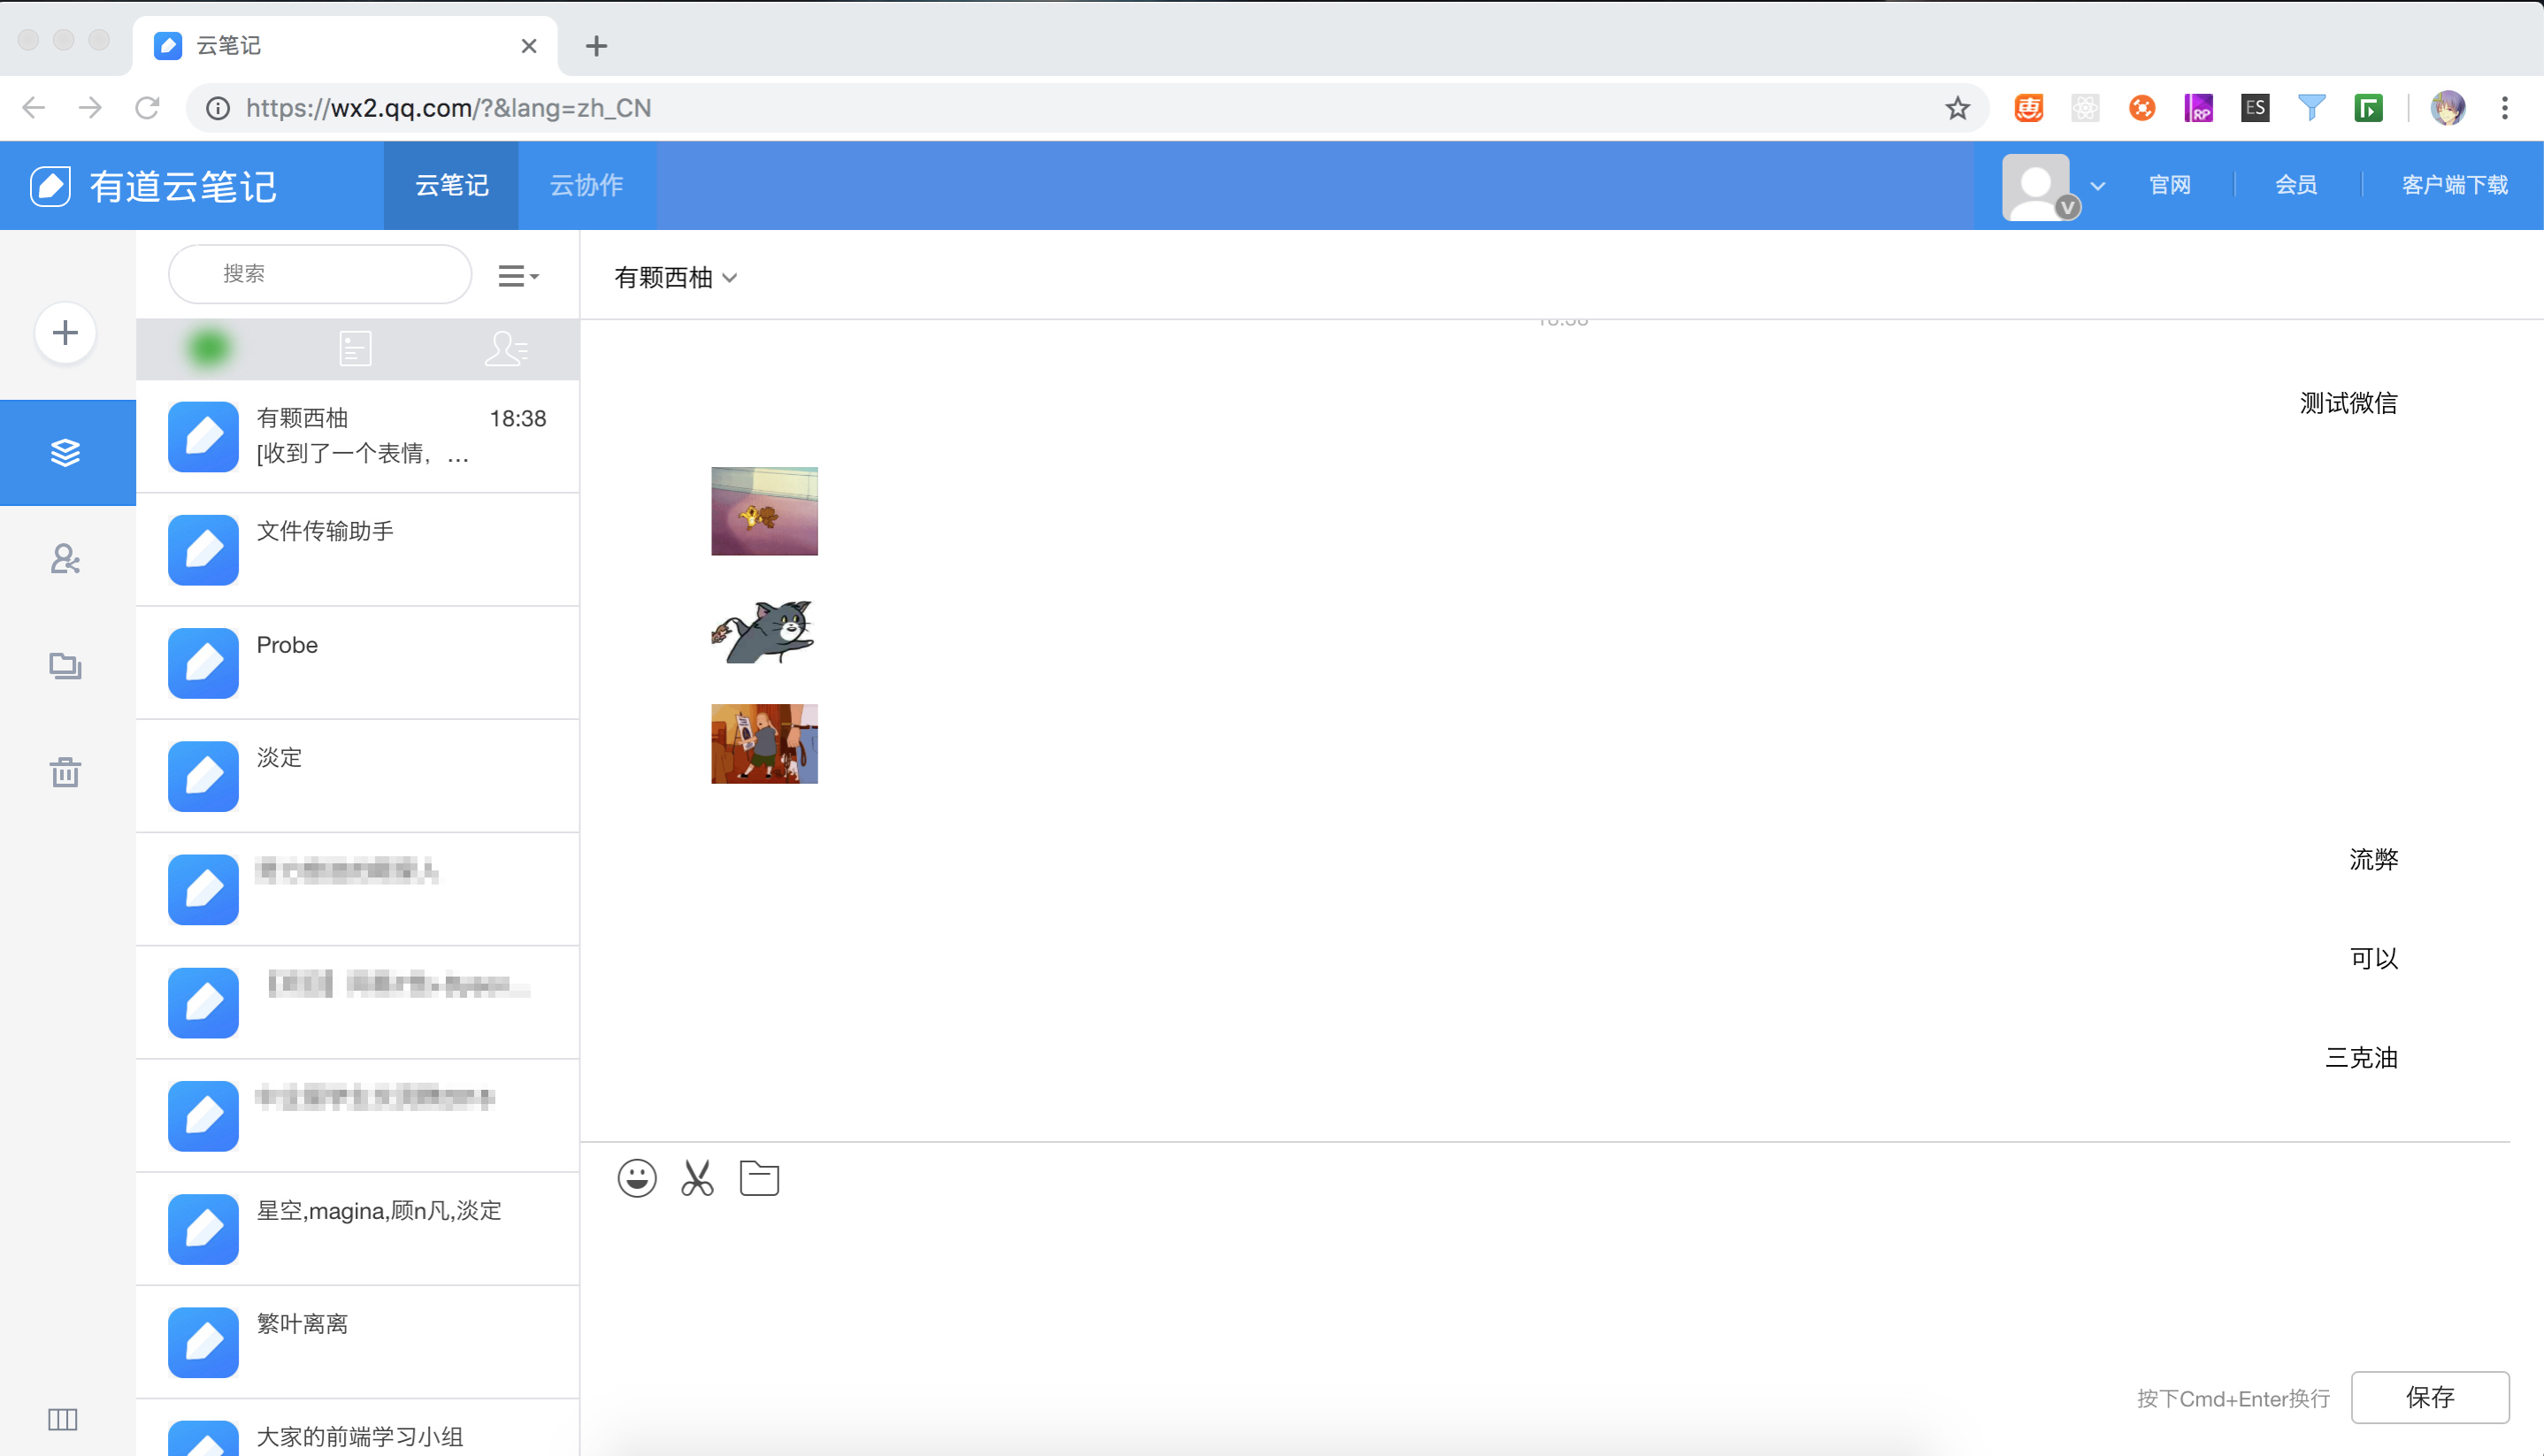 云笔记
https://wx2.qq.com/?&lang=zh_CN
RP
ES
有道云笔记
云笔记
云协作
V
官网
会员
客户端下载
搜索
有颗西柚
18:38
[收到了一个表情，...
文件传输助手
Probe
淡定
星空,magina,顾n凡,淡定
繁叶离离
大家的前端学习小组
有颗西柚
测试微信
流弊
可以
三克油
按下Cmd+Enter换行
保存